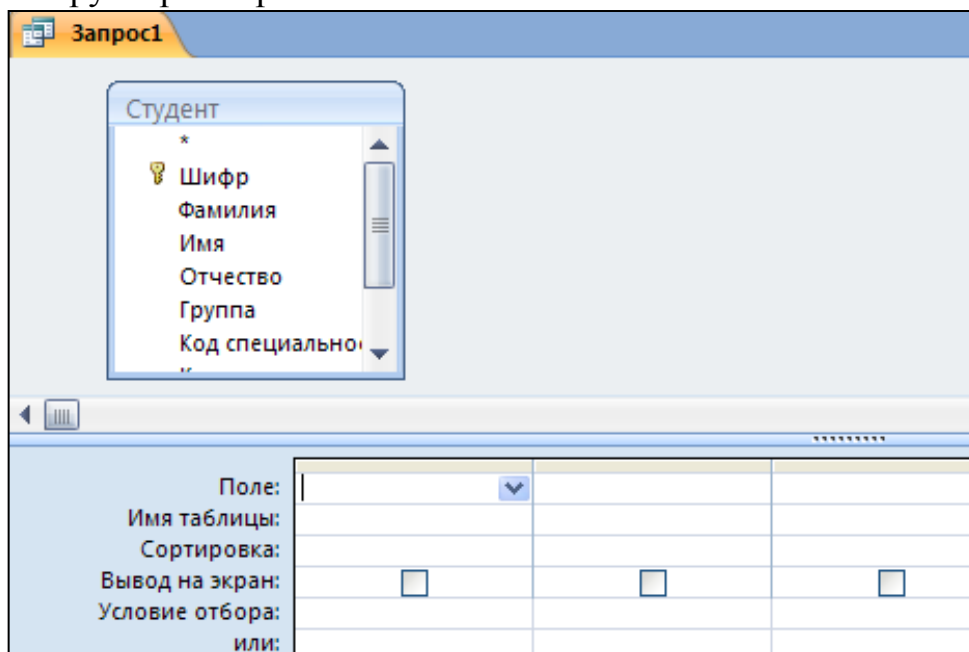 Запрос1
Студент
*
Шифр
Фамилия
Имя
Отчество
Группа
Код специально
Поле:
Имя таблицы:
Сортировка:
Вывод на экран:
Условие отбора:
или: